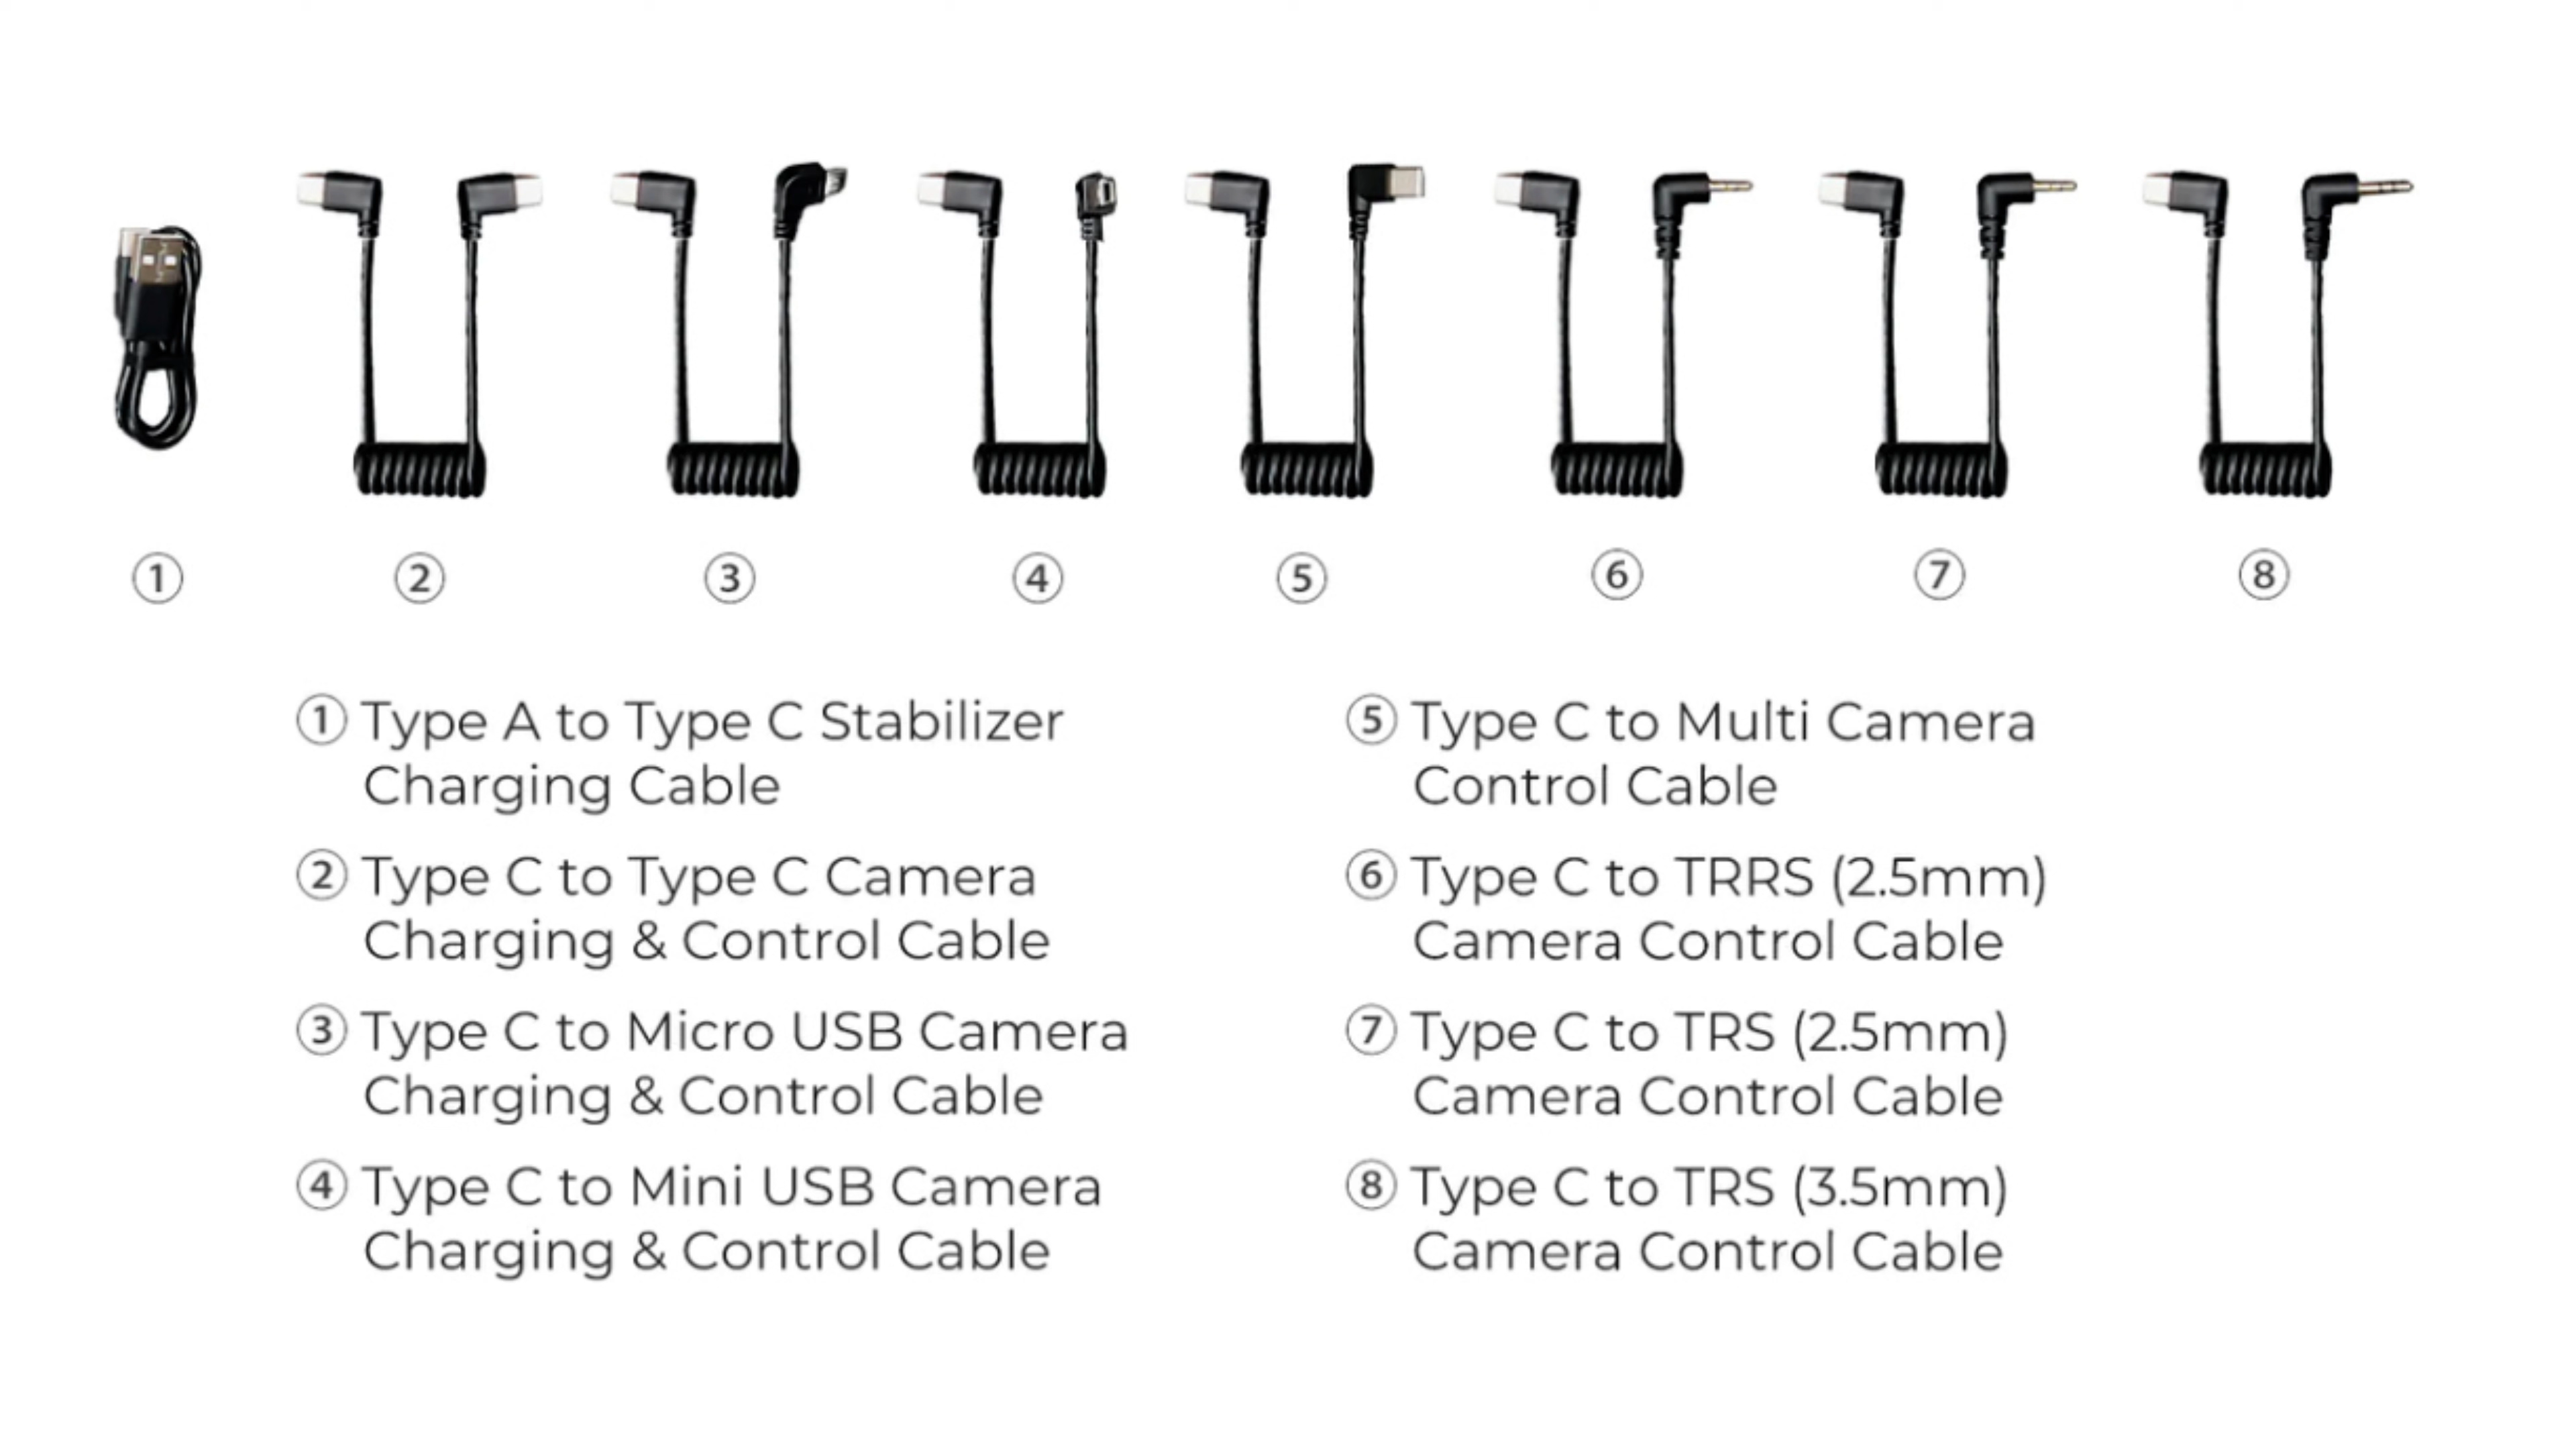 ① ② ③ ④ ⑤ ⑥ ⑦ ⑧
① Type A to Type C Stabilizer
Charging Cable
② Type C to Type C Camera
Charging & Control Cable
③ Type C to Micro USB Camera
Charging & Control Cable
④ Type C to Mini USB Camera
Charging & Control Cable
⑤ Type C to Multi Camera
Control Cable
⑥ Type C to TRRS (2.5mm)
Camera Control Cable
⑦ Type C to TRS (2.5mm)
Camera Control Cable
⑧ Type C to TRS (3.5mm)
Camera Control Cable